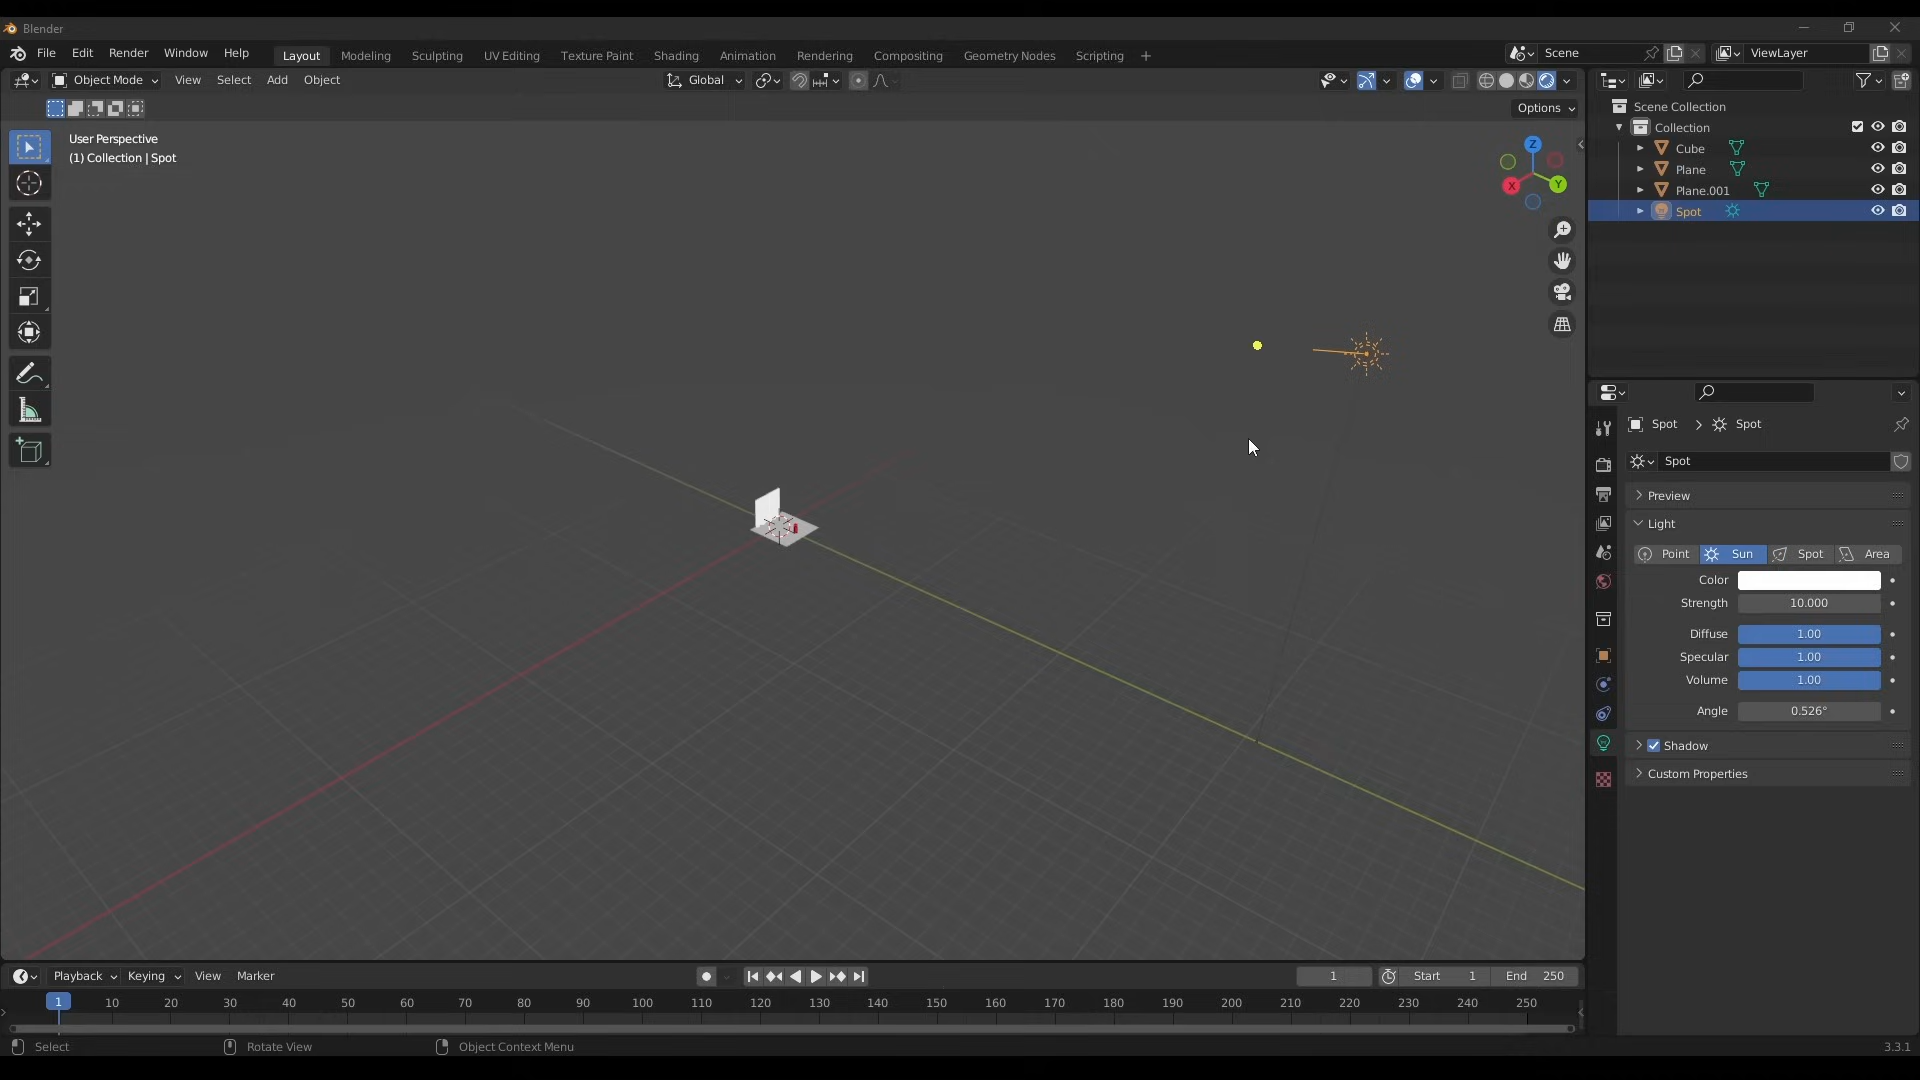 Blender
File Edit Render Window Help Layout Modeling Sculpting UV Editing Texture Paint Shading Animation Rendering Compositing Geometry Nodes Scripting + Scene ViewLayer
Object Mode View Select Add Object Global
Options
User Perspective
(1) Collection | Spot
Z
X
Y
Scene Collection
Collection
Cube
Plane
Plane.001
Spot
Spot > Spot
Spot
Preview
Light
Point Sun Spot Area
Color
Strength 10.000
Diffuse 1.00
Specular 1.00
Volume 1.00
Angle 0.526°
Shadow
Custom Properties
Playback Keying View Marker 1 Start 1 End 250
1 10 20 30 40 50 60 70 80 90 100 110 120 130 140 150 160 170 180 190 200 210 220 230 240 250
Select Rotate View Object Context Menu 3.3.1